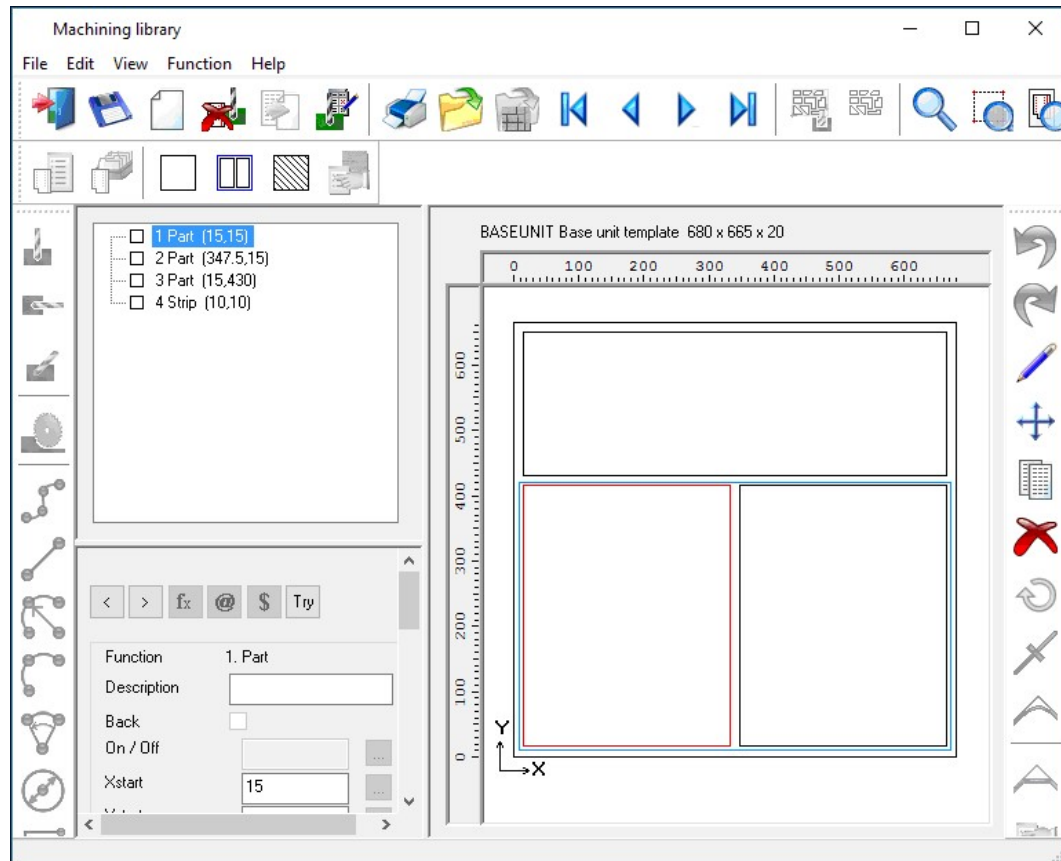 Machining library
File Edit View Function Help
1 Part (15,15)
2 Part (347.5,15)
3 Part (15,430)
4 Strip (10,10)
< > fx @ $ Try
Function 1. Part
Description
Back
On / Off ...
Xstart 15 ...
BASEUNIT Base unit template 680 x 665 x 20
0 100 200 300 400 500 600
600
500
400
300
200
100
0
Y
X